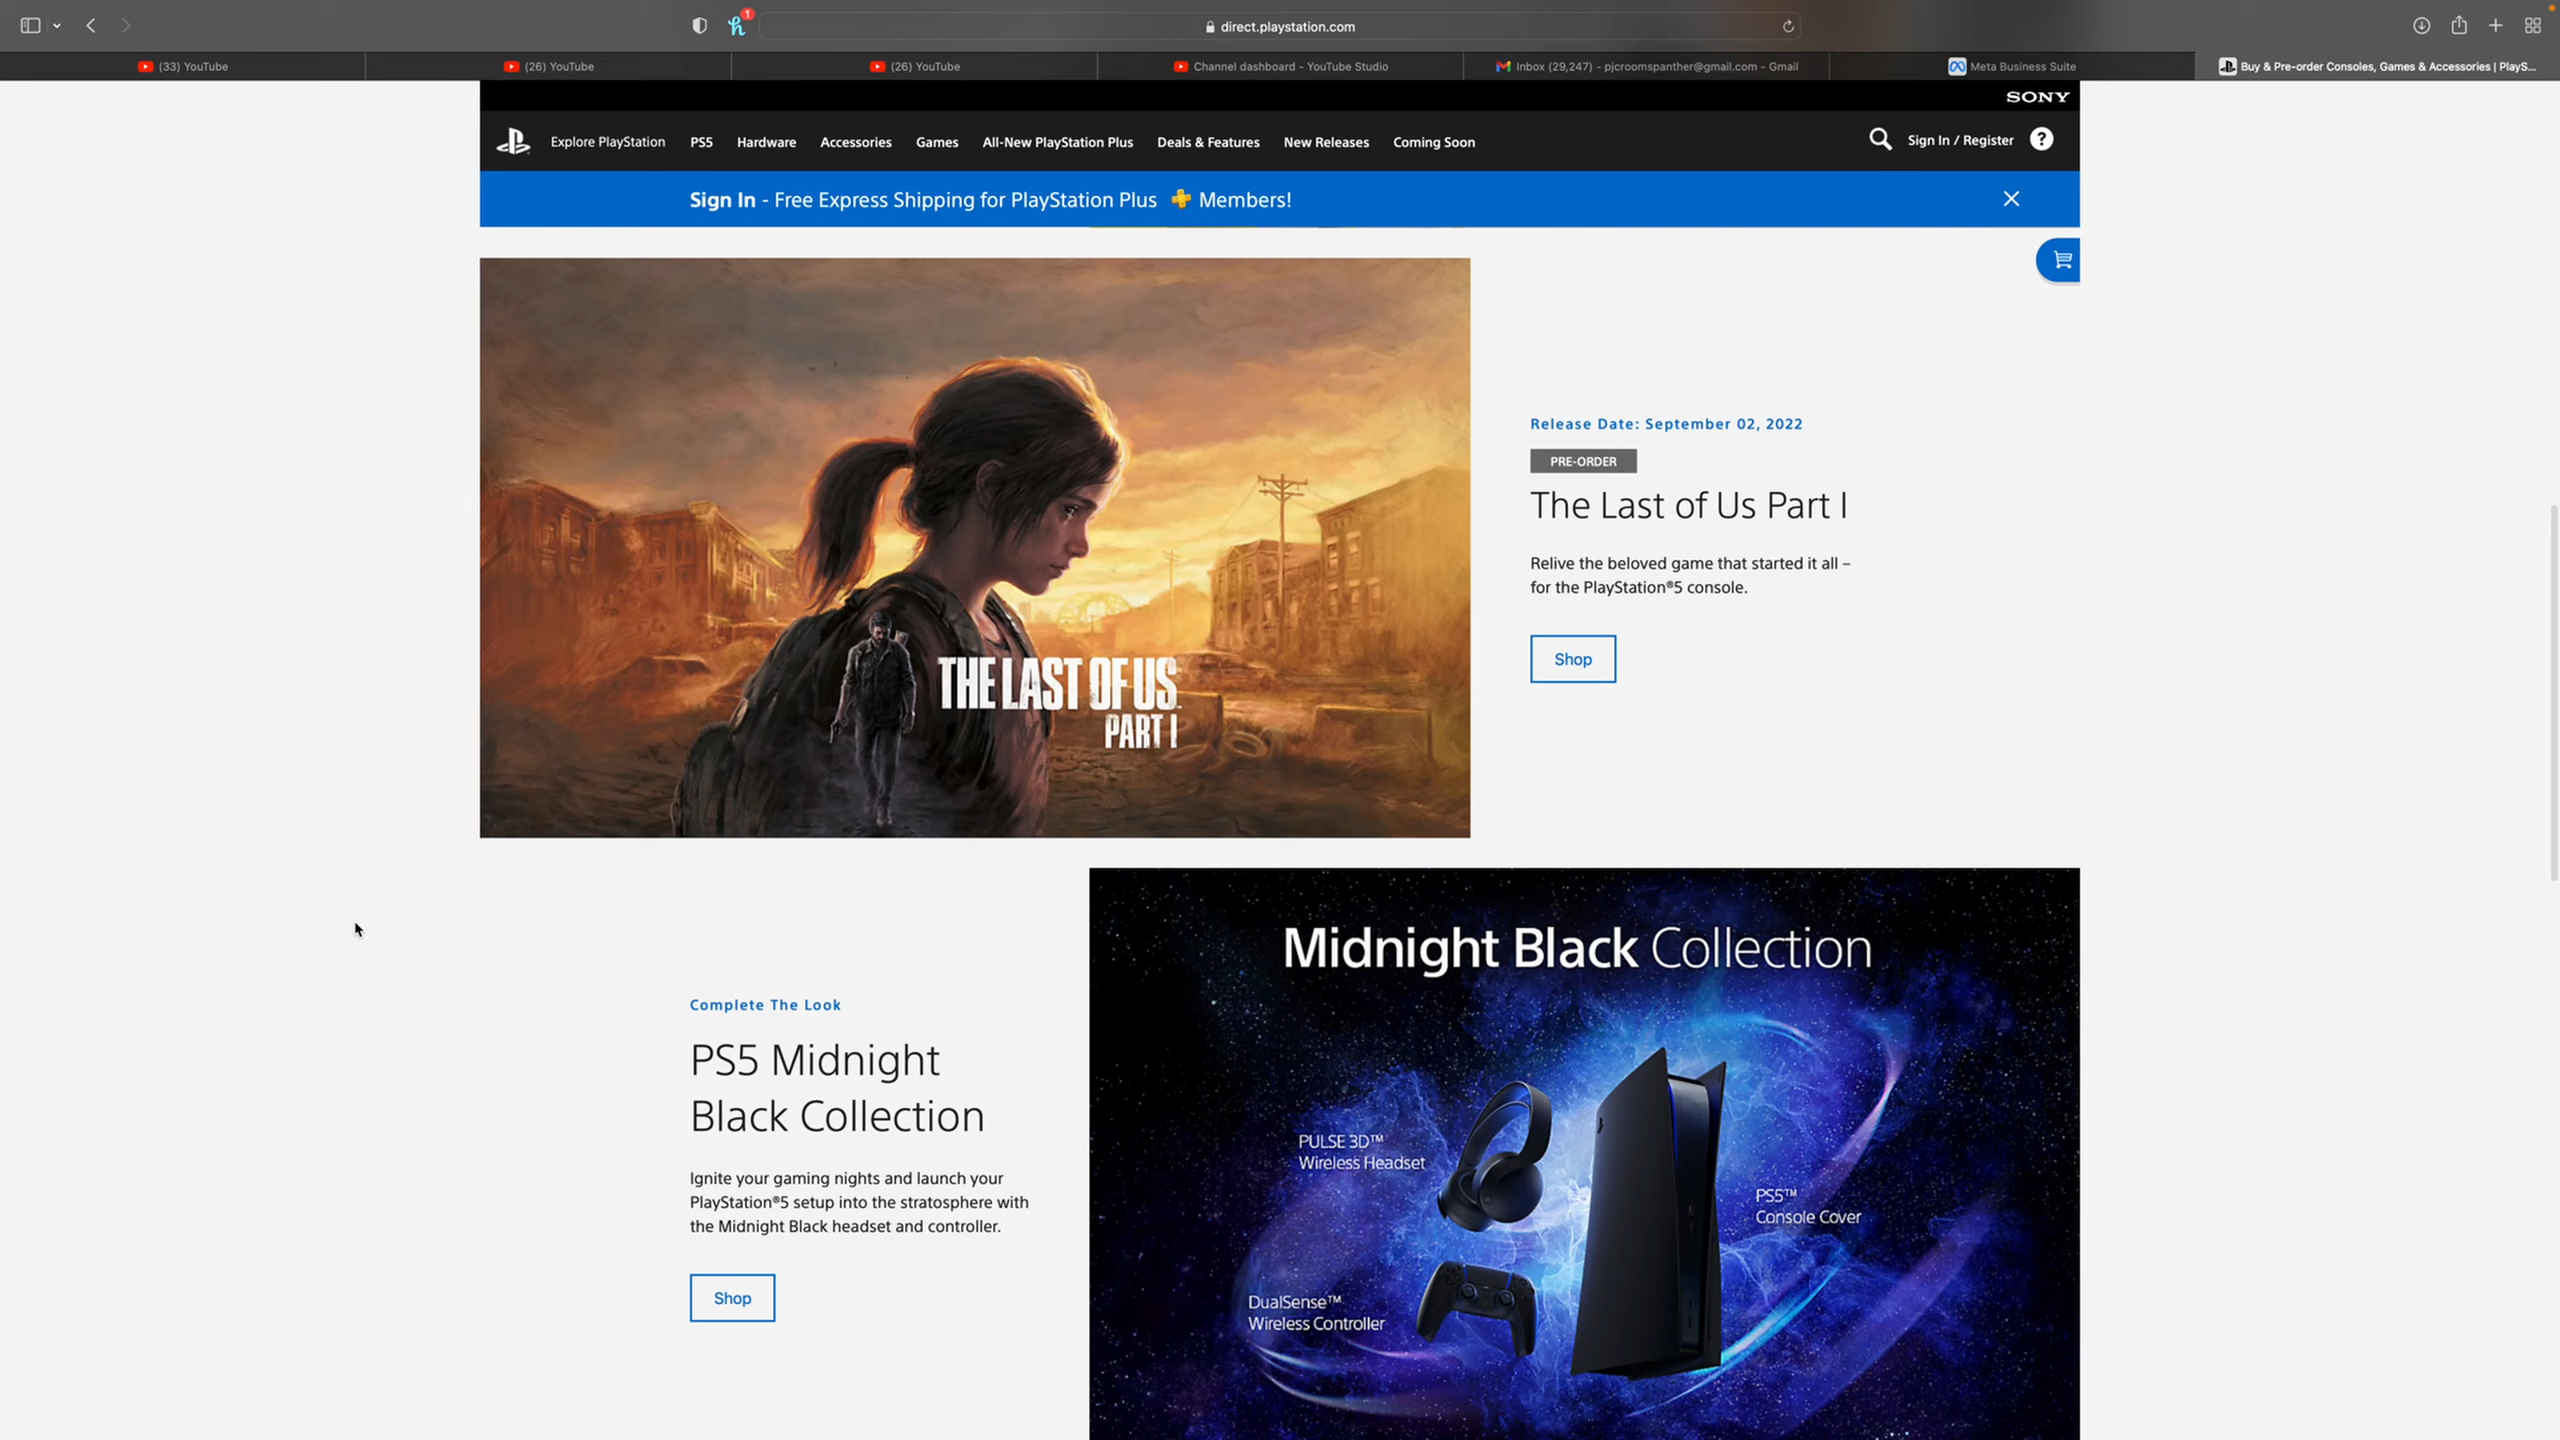 1
direct.playstation.com
(33) YouTube
(26) YouTube
(26) YouTube
Channel dashboard - YouTube Studio
Inbox (29,247) - pjcroomspanther@gmail.com - Gmail
Meta Business Suite
Buy & Pre-order Consoles, Games & Accessories | PlayS...
SONY
Explore PlayStation
PS5
Hardware
Accessories
Games
All-New PlayStation Plus
Deals & Features
New Releases
Coming Soon
Sign In / Register
?
Sign In - Free Express Shipping for PlayStation Plus Members!
THE LAST OF US
PART I
Release Date: September 02, 2022
PRE-ORDER
The Last of Us Part I
Relive the beloved game that started it all –
for the PlayStation®5 console.
Shop
Complete The Look
PS5 Midnight
Black Collection
Ignite your gaming nights and launch your
PlayStation®5 setup into the stratosphere with
the Midnight Black headset and controller.
Shop
Midnight Black Collection
PULSE 3D™
Wireless Headset
PS5™
Console Cover
DualSense™
Wireless Controller